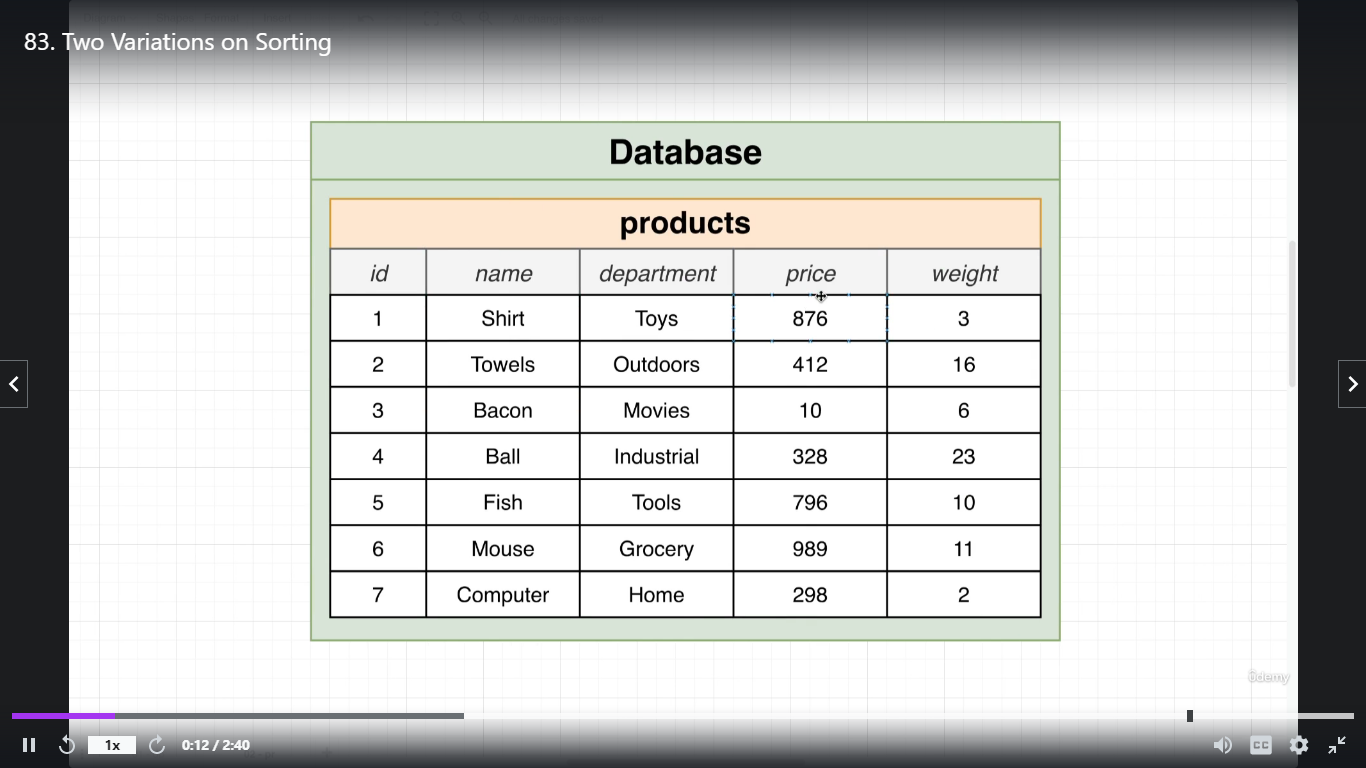 83. Two Variations on Sorting
Database
products
id name department price weight
1 Shirt Toys 876 3
2 Towels Outdoors 412 16
3 Bacon Movies 10 6
4 Ball Industrial 328 23
5 Fish Tools 796 10
6 Mouse Grocery 989 11
7 Computer Home 298 2
ûdemy
1x 0:12 / 2:40 CC